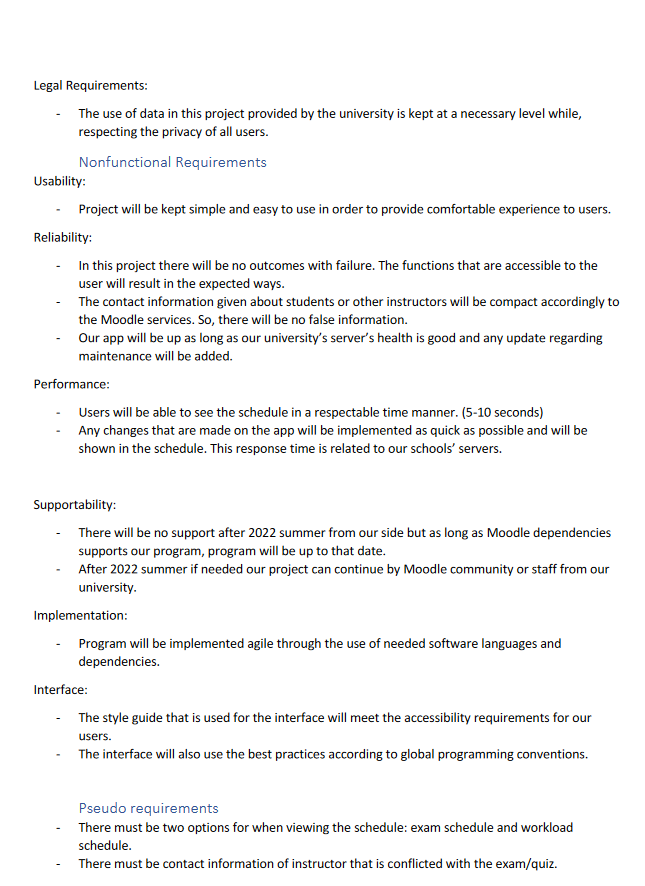 Legal Requirements:
- The use of data in this project provided by the university is kept at a necessary level while,
respecting the privacy of all users.
Nonfunctional Requirements
Usability:
- Project will be kept simple and easy to use in order to provide comfortable experience to users.
Reliability:
- In this project there will be no outcomes with failure. The functions that are accessible to the
user will result in the expected ways.
- The contact information given about students or other instructors will be compact accordingly to
the Moodle services. So, there will be no false information.
- Our app will be up as long as our university's server's health is good and any update regarding
maintenance will be added.
Performance:
- Users will be able to see the schedule in a respectable time manner. (5-10 seconds)
- Any changes that are made on the app will be implemented as quick as possible and will be
shown in the schedule. This response time is related to our schools' servers.
Supportability:
- There will be no support after 2022 summer from our side but as long as Moodle dependencies
supports our program, program will be up to that date.
- After 2022 summer if needed our project can continue by Moodle community or staff from our
university.
Implementation:
- Program will be implemented agile through the use of needed software languages and
dependencies.
Interface:
- The style guide that is used for the interface will meet the accessibility requirements for our
users.
- The interface will also use the best practices according to global programming conventions.
Pseudo requirements
- There must be two options for when viewing the schedule: exam schedule and workload
schedule.
- There must be contact information of instructor that is conflicted with the exam/quiz.